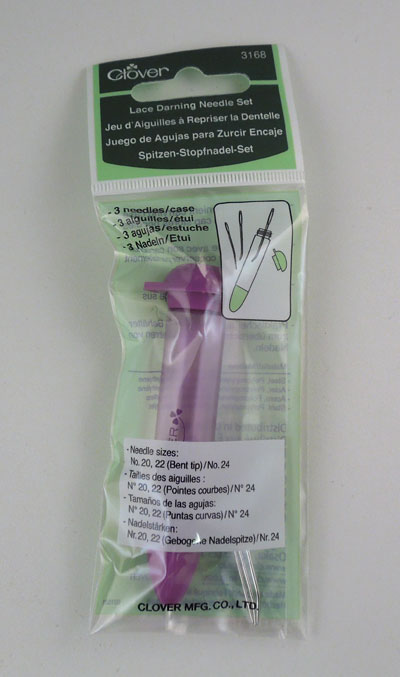 3168
Clover
Lace Darning Needle Set
Jeu d'Aiguilles à Repriser la Dentelle
Juego de Agujas para Zurcir Encaje
Spitzen-Stopfnadel-Set
- 3 needles/case
- 3 aiguilles/étui
- 3 agujas/estuche
- 3 Nadeln/Etui
- Needle sizes:
No. 20, 22 (Bent tip)/No. 24
- Tailles des aiguilles :
N° 20, 22 (Pointes courbes)/N° 24
- Tamaños de las agujas:
N° 20, 22 (Puntas curvas)/N° 24
- Nadelstärken:
Nr. 20, 22 (Gebogene Nadelspitze)/Nr. 24
CLOVER MFG. CO., LTD.